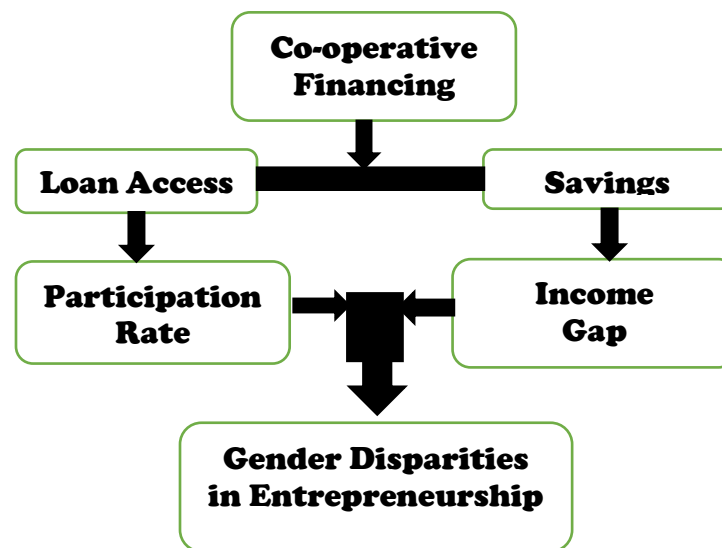 Co-operative
Financing
Loan Access
Savings
Participation
Rate
Income
Gap
Gender Disparities
in Entrepreneurship